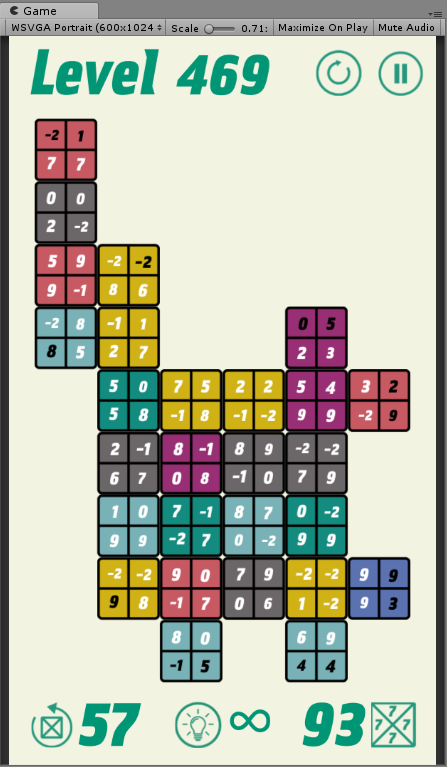 Game
WSVGA Portrait (600x1024 Scale 0.71: Maximize On Play Mute Audio
Level 469
-2 1
7 7
0 0
2 -2
5 9 -2 -2
9 -1 8 6
-2 8 -1 1 0 5
8 5 2 7 2 3
5 0 7 5 2 2 5 4 3 2
5 8 -1 8 -1 -2 9 9 -2 9
2 -1 8 -1 8 9 -2 -2
6 7 0 8 -1 0 7 9
1 0 7 -1 8 7 0 -2
9 9 -2 7 0 -2 9 9
-2 -2 9 0 7 9 -2 -2 9 9
9 8 -1 7 0 6 1 -2 9 3
8 0 6 9
-1 5 4 4
57 ∞ 93 7 7 7 7